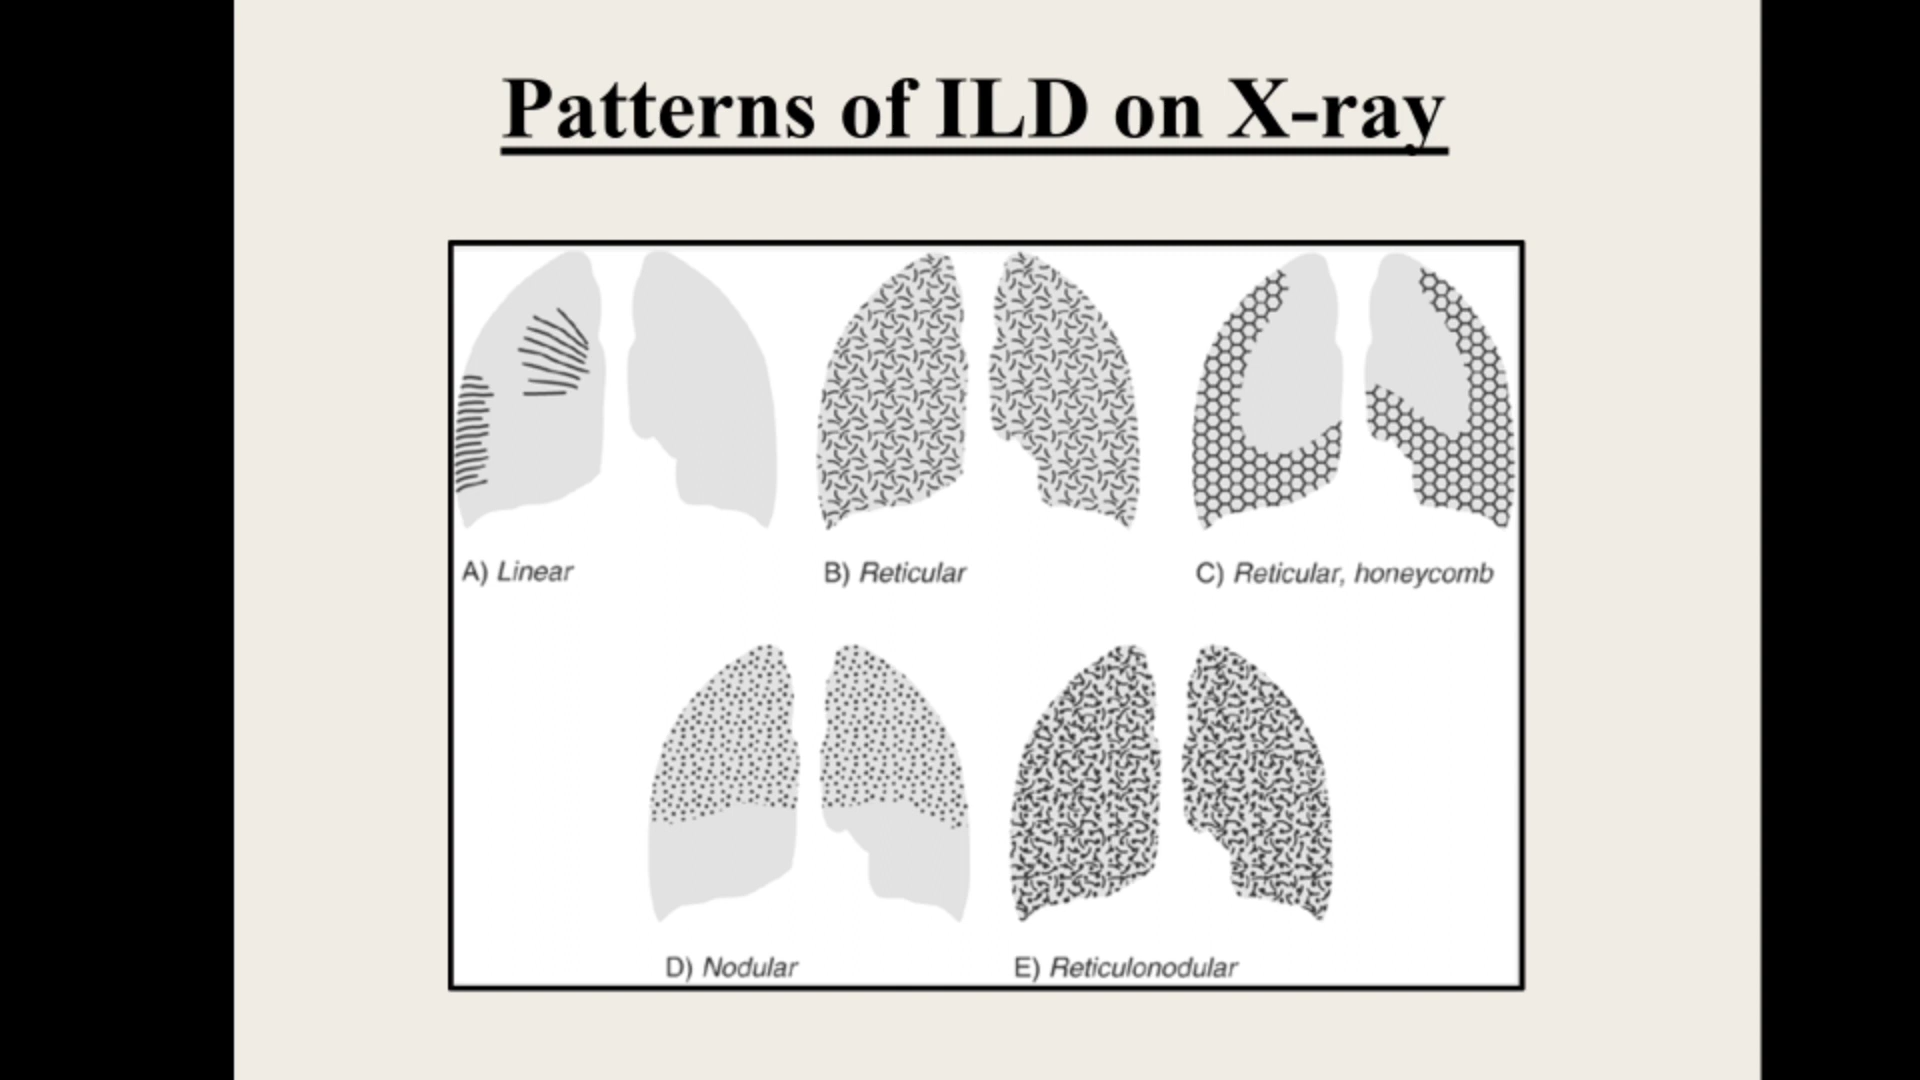 Patterns of ILD on X-ray
A) Linear
B) Reticular
C) Reticular, honeycomb
D) Nodular
E) Reticulonodular